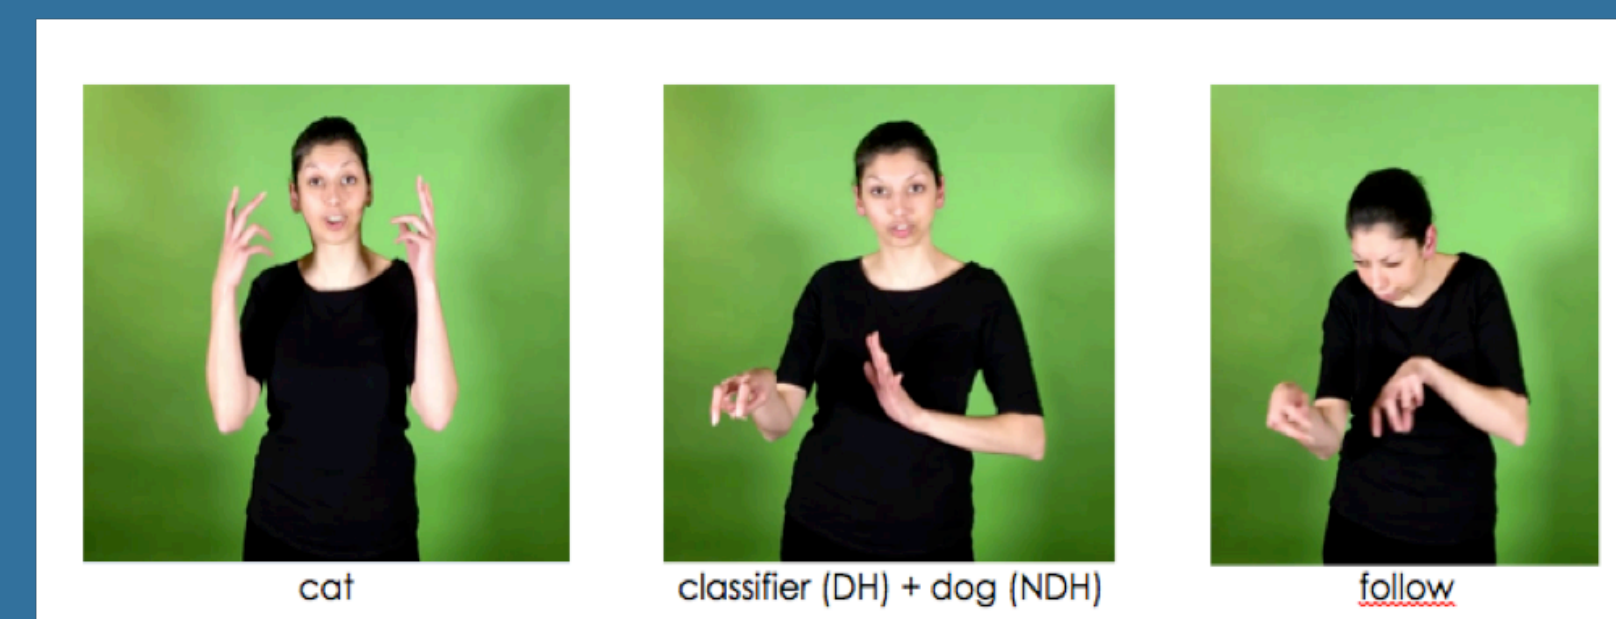 cat
classifier (DH) + dog (NDH)
follow